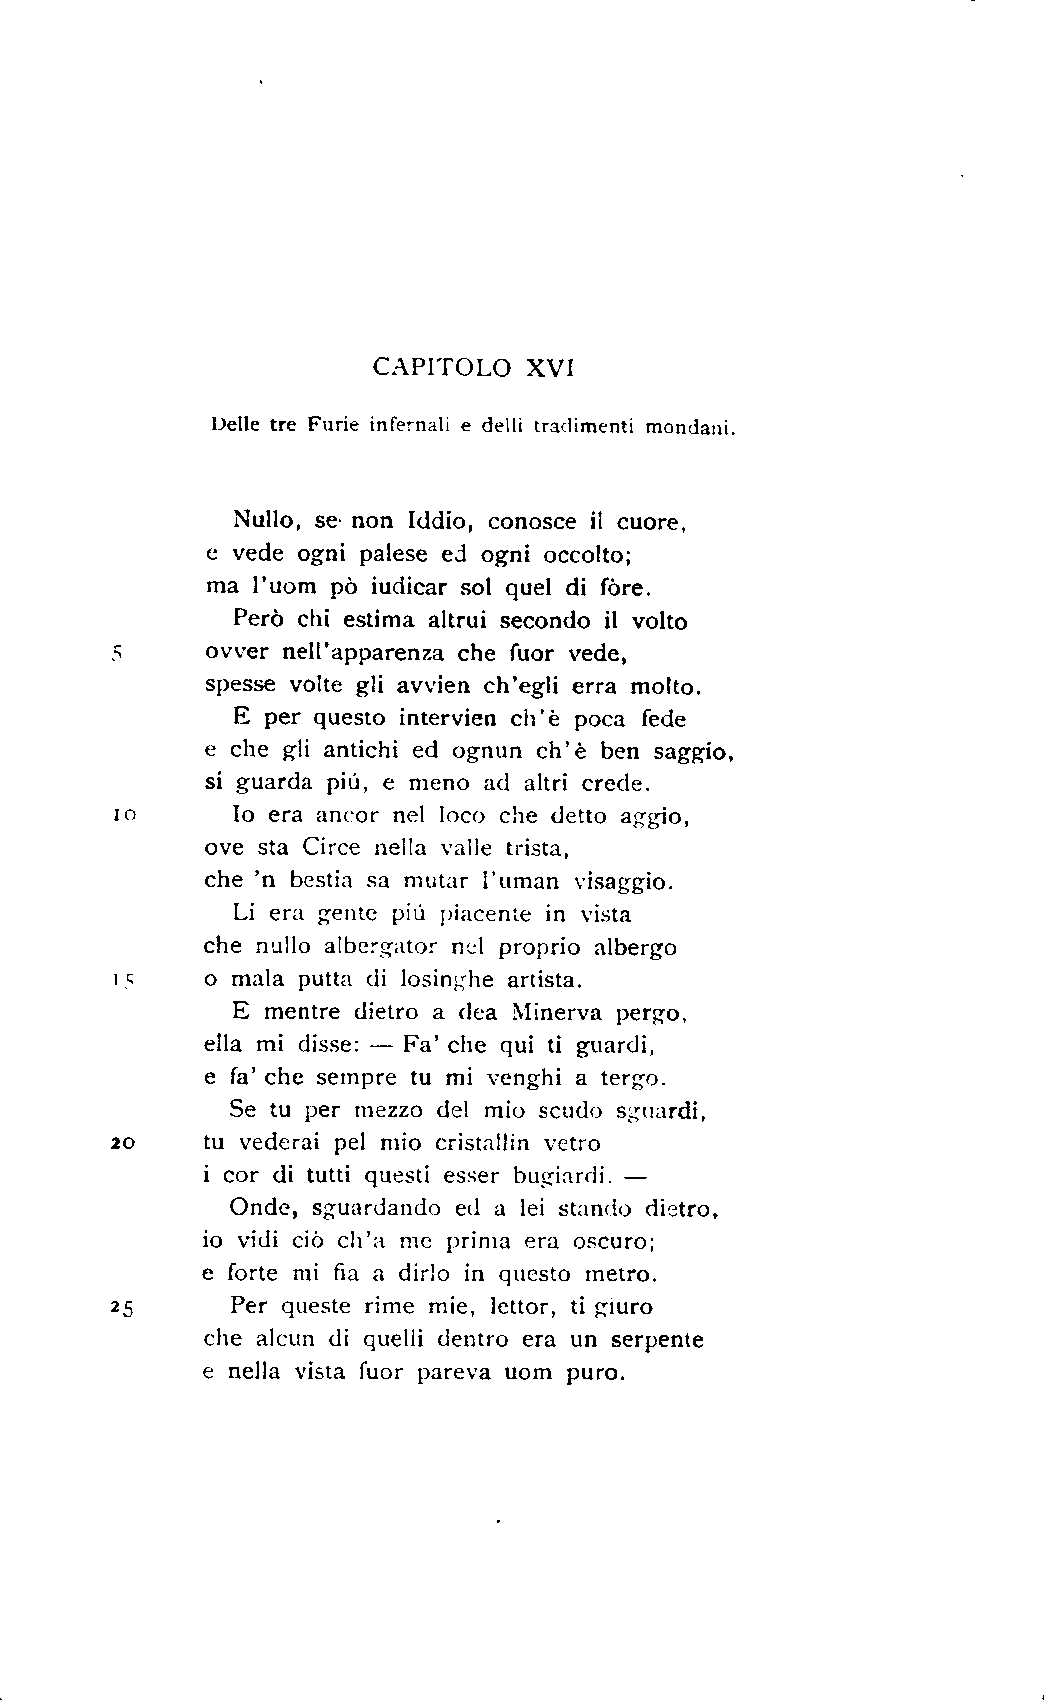 CAPITOLO XVI
Delle tre Furie infernali e delli tradimenti mondani.
Nullo, se non Iddio, conosce il cuore,
e vede ogni palese ed ogni occolto;
ma l'uom pò iudicar sol quel di fòre.
Però chi estima altrui secondo il volto
5 ovver nell'apparenza che fuor vede,
spesse volte gli avvien ch'egli erra molto.
E per questo intervien ch'è poca fede
e che gli antichi ed ognun ch'è ben saggio,
si guarda piú, e meno ad altri crede.
10 Io era ancor nel loco che detto aggio,
ove sta Circe nella valle trista,
che 'n bestia sa mutar l'uman visaggio.
Li era gente piú piacente in vista
che nullo albergator nel proprio albergo
15 o mala putta di losinghe artista.
E mentre dietro a dea Minerva pergo,
ella mi disse: — Fa' che qui ti guardi,
e fa' che sempre tu mi venghi a tergo.
Se tu per mezzo del mio scudo sguardi,
20 tu vederai pel mio cristallin vetro
i cor di tutti questi esser bugiardi. —
Onde, sguardando ed a lei stando dietro,
io vidi ciò ch'a me prima era oscuro;
e forte mi fia a dirlo in questo metro.
25 Per queste rime mie, lettor, ti giuro
che alcun di quelli dentro era un serpente
e nella vista fuor pareva uom puro.